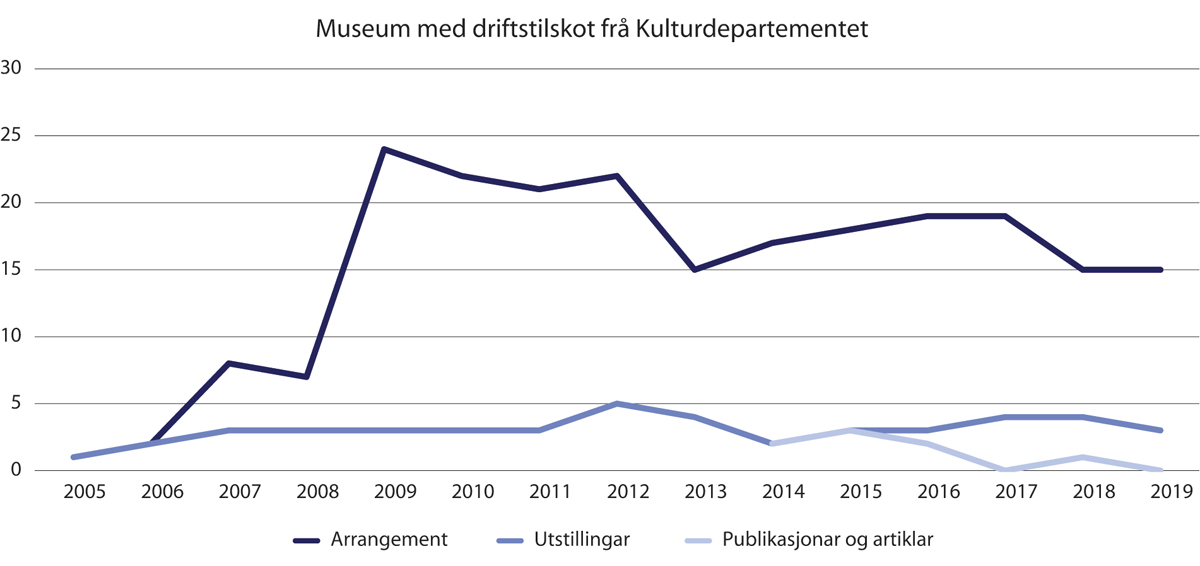 Museum med driftstilskot frå Kulturdepartementet
30
25
20
15
10
5
0
2005 2006 2007 2008 2009 2010 2011 2012 2013 2014 2015 2016 2017 2018 2019
Arrangement Utstillingar Publikasjonar og artiklar